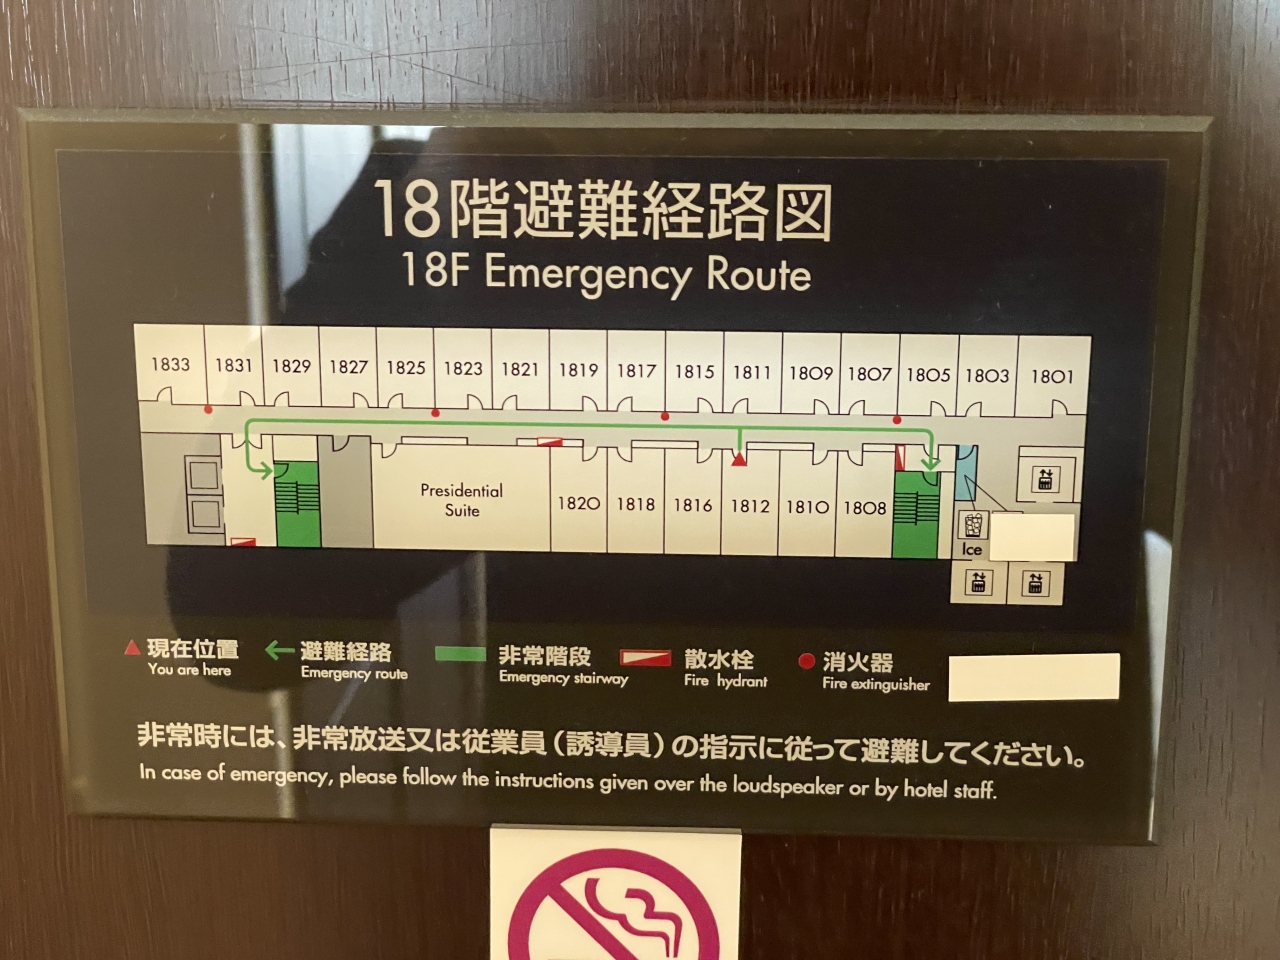 18階避難経路図
18F Emergency Route
1833 1831 1829 1827 1825 1823 1821 1819 1817 1815 1811 1809 1807 1805 1803 1801
Presidential
Suite
1820 1818 1816 1812 1810 1808
Ice
現在位置 避難経路 非常階段 散水栓 消火器
You are here Emergency route Emergency stairway Fire hydrant Fire extinguisher
非常時には、非常放送又は従業員（誘導員）の指示に従って避難してください。
In case of emergency, please follow the instructions given over the loudspeaker or by hotel staff.